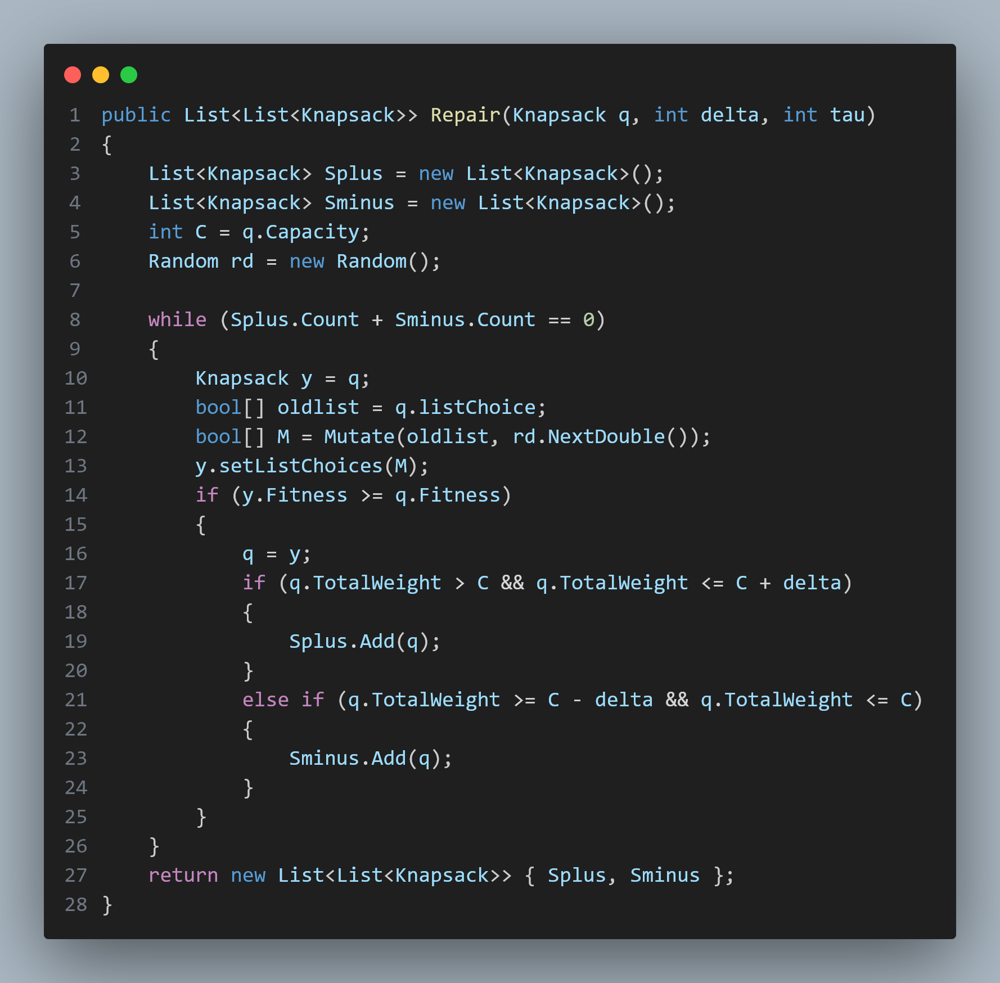 1 public List<List<Knapsack>> Repair(Knapsack q, int delta, int tau)
2 {
3     List<Knapsack> Splus = new List<Knapsack>();
4     List<Knapsack> Sminus = new List<Knapsack>();
5     int C = q.Capacity;
6     Random rd = new Random();
7
8     while (Splus.Count + Sminus.Count == 0)
9     {
10         Knapsack y = q;
11         bool[] oldlist = q.listChoice;
12         bool[] M = Mutate(oldlist, rd.NextDouble());
13         y.setListChoices(M);
14         if (y.Fitness >= q.Fitness)
15         {
16             q = y;
17             if (q.TotalWeight > C && q.TotalWeight <= C + delta)
18             {
19                 Splus.Add(q);
20             }
21             else if (q.TotalWeight >= C - delta && q.TotalWeight <= C)
22             {
23                 Sminus.Add(q);
24             }
25         }
26     }
27     return new List<List<Knapsack>> { Splus, Sminus };
28 }